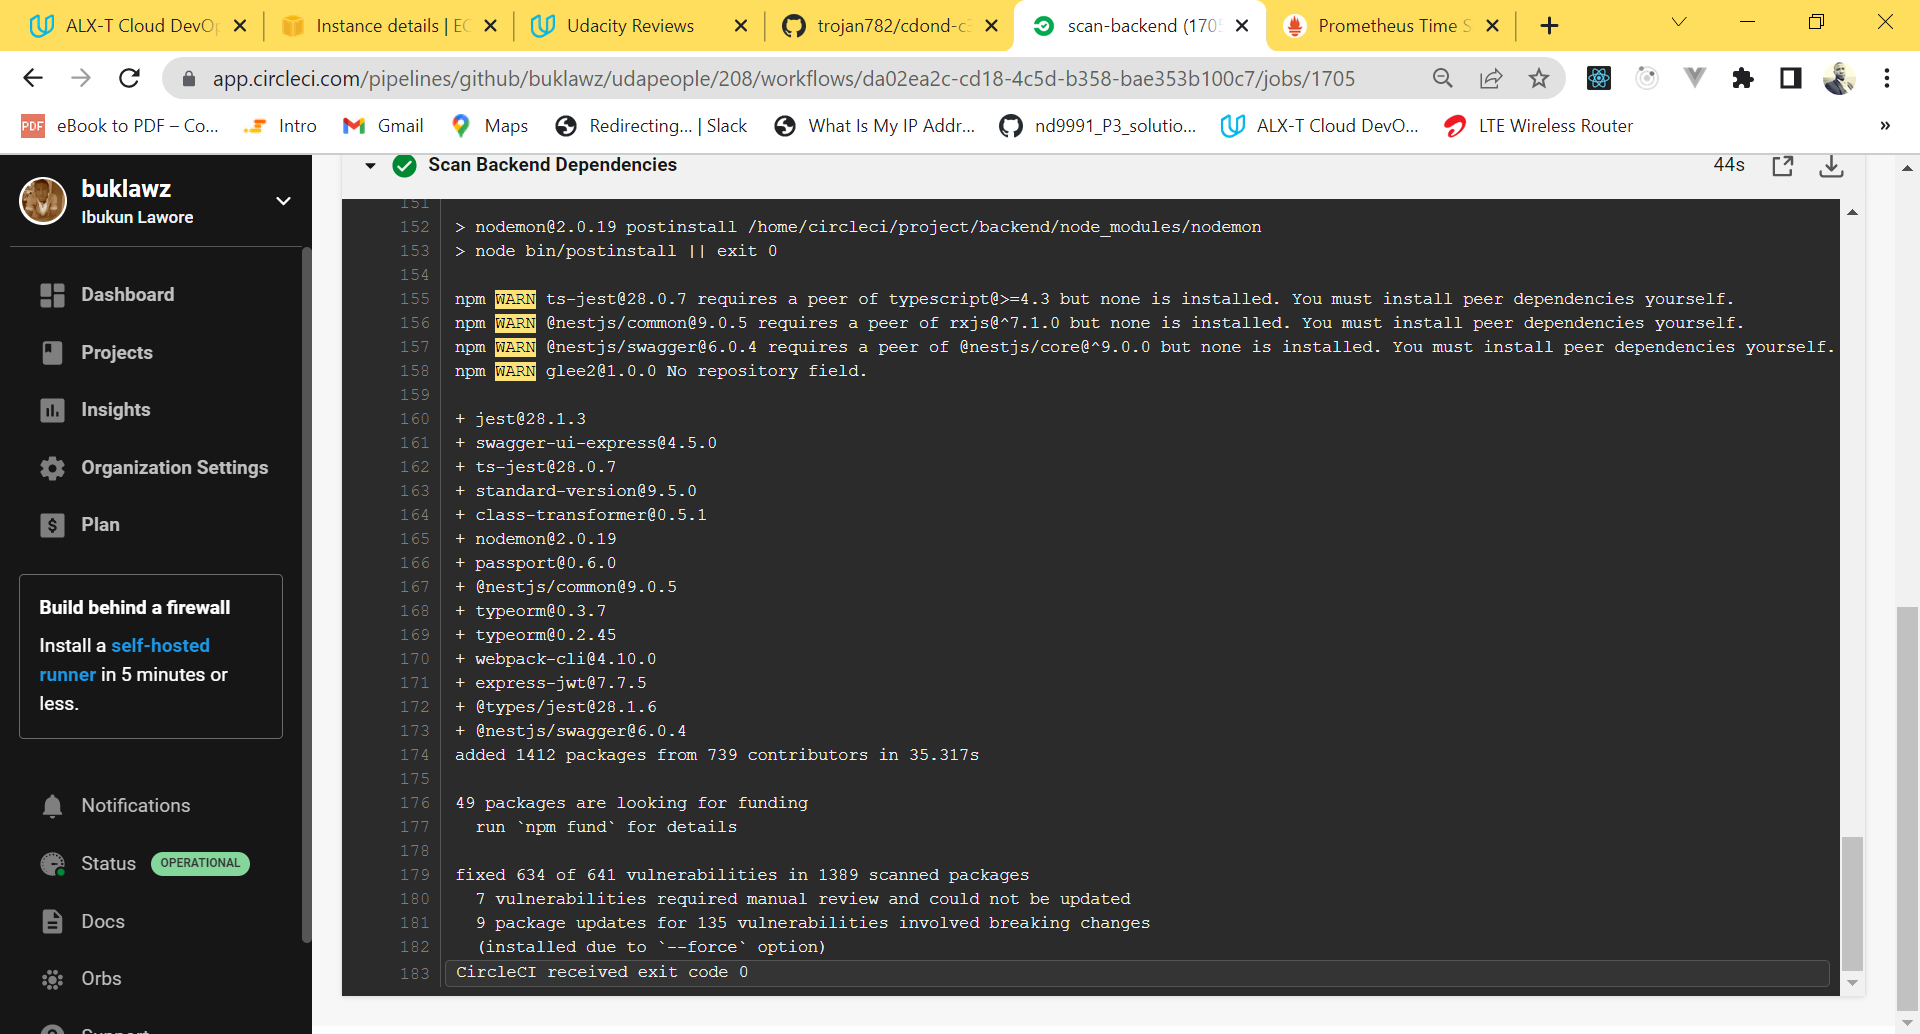 ALX-T Cloud DevO
Instance details | EC
Udacity Reviews
trojan782/cdond-c3
scan-backend (1705
Prometheus Time S
app.circleci.com/pipelines/github/buklawz/udapeople/208/workflows/da02ea2c-cd18-4c5d-b358-bae353b100c7/jobs/1705
PDF eBook to PDF – Co...
Intro
Gmail
Maps
Redirecting... | Slack
What Is My IP Addr...
nd9991_P3_solutio...
ALX-T Cloud DevO...
LTE Wireless Router
»
buklawz
Ibukun Lawore
Dashboard
Projects
Insights
Organization Settings
Plan
Build behind a firewall
Install a self-hosted
runner in 5 minutes or
less.
Notifications
Status OPERATIONAL
Docs
Orbs
Support
Scan Backend Dependencies
44s
151
152 > nodemon@2.0.19 postinstall /home/circleci/project/backend/node_modules/nodemon
153 > node bin/postinstall || exit 0
154
155 npm WARN ts-jest@28.0.7 requires a peer of typescript@>=4.3 but none is installed. You must install peer dependencies yourself.
156 npm WARN @nestjs/common@9.0.5 requires a peer of rxjs@^7.1.0 but none is installed. You must install peer dependencies yourself.
157 npm WARN @nestjs/swagger@6.0.4 requires a peer of @nestjs/core@^9.0.0 but none is installed. You must install peer dependencies yourself.
158 npm WARN glee2@1.0.0 No repository field.
159
160 + jest@28.1.3
161 + swagger-ui-express@4.5.0
162 + ts-jest@28.0.7
163 + standard-version@9.5.0
164 + class-transformer@0.5.1
165 + nodemon@2.0.19
166 + passport@0.6.0
167 + @nestjs/common@9.0.5
168 + typeorm@0.3.7
169 + typeorm@0.2.45
170 + webpack-cli@4.10.0
171 + express-jwt@7.7.5
172 + @types/jest@28.1.6
173 + @nestjs/swagger@6.0.4
174 added 1412 packages from 739 contributors in 35.317s
175
176 49 packages are looking for funding
177 run `npm fund` for details
178
179 fixed 634 of 641 vulnerabilities in 1389 scanned packages
180 7 vulnerabilities required manual review and could not be updated
181 9 package updates for 135 vulnerabilities involved breaking changes
182 (installed due to `--force` option)
183 CircleCI received exit code 0